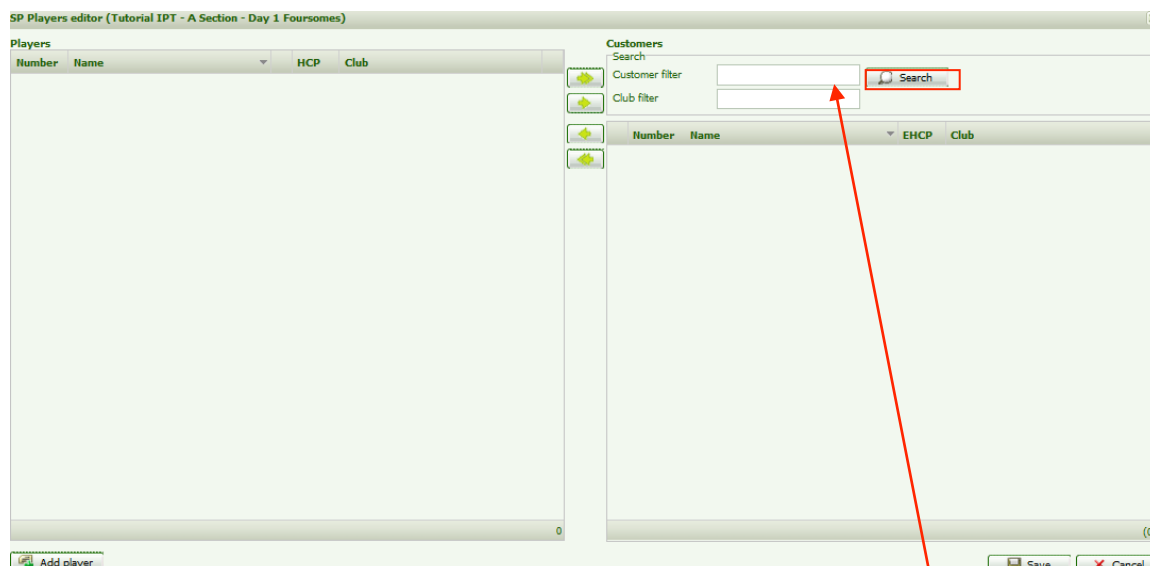 SP Players editor (Tutorial IPT - A Section - Day 1 Foursomes)
Players
Number Name HCP Club
0
Add player
Customers
Search
Customer filter
Search
Club filter
Number Name EHCP Club
(0
Save Cancel